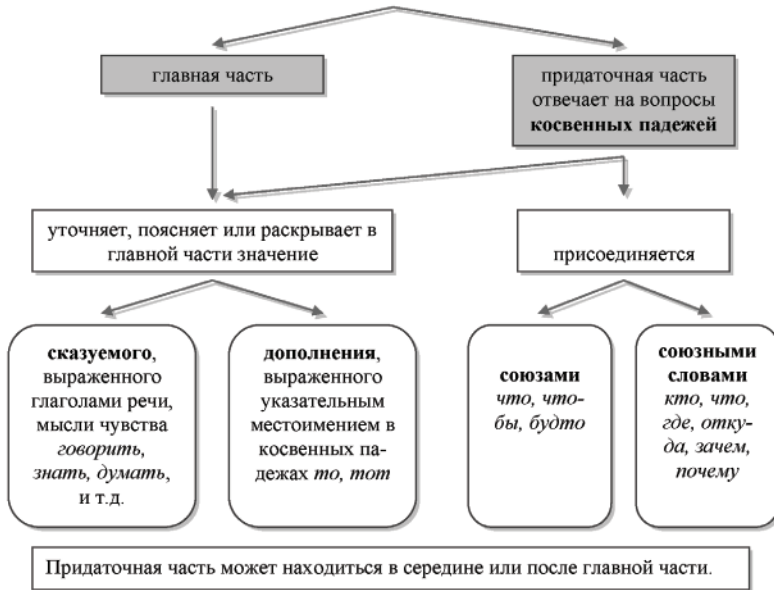 главная часть
придаточная часть
отвечает на вопросы
косвенных падежей
уточняет, поясняет или раскрывает в
главной части значение
присоединяется
сказуемого,
выраженного
глаголами речи,
мысли чувства
говорить,
знать, думать,
и т.д.
дополнения,
выраженного
указательным
местоимением в
косвенных па-
дежах то, тот
союзами
что, что-
бы, будто
союзными
словами
кто, что,
где, отку-
да, зачем,
почему
Придаточная часть может находиться в середине или после главной части.